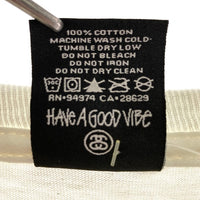 100% COTTON
MACHINE WASH COLD-
TUMBLE DRY LOW
DO NOT BLEACH
DO NOT IRON
DO NOT DRY CLEAN
RN•94974 CA•28629
HAVE A GOOD VIBE